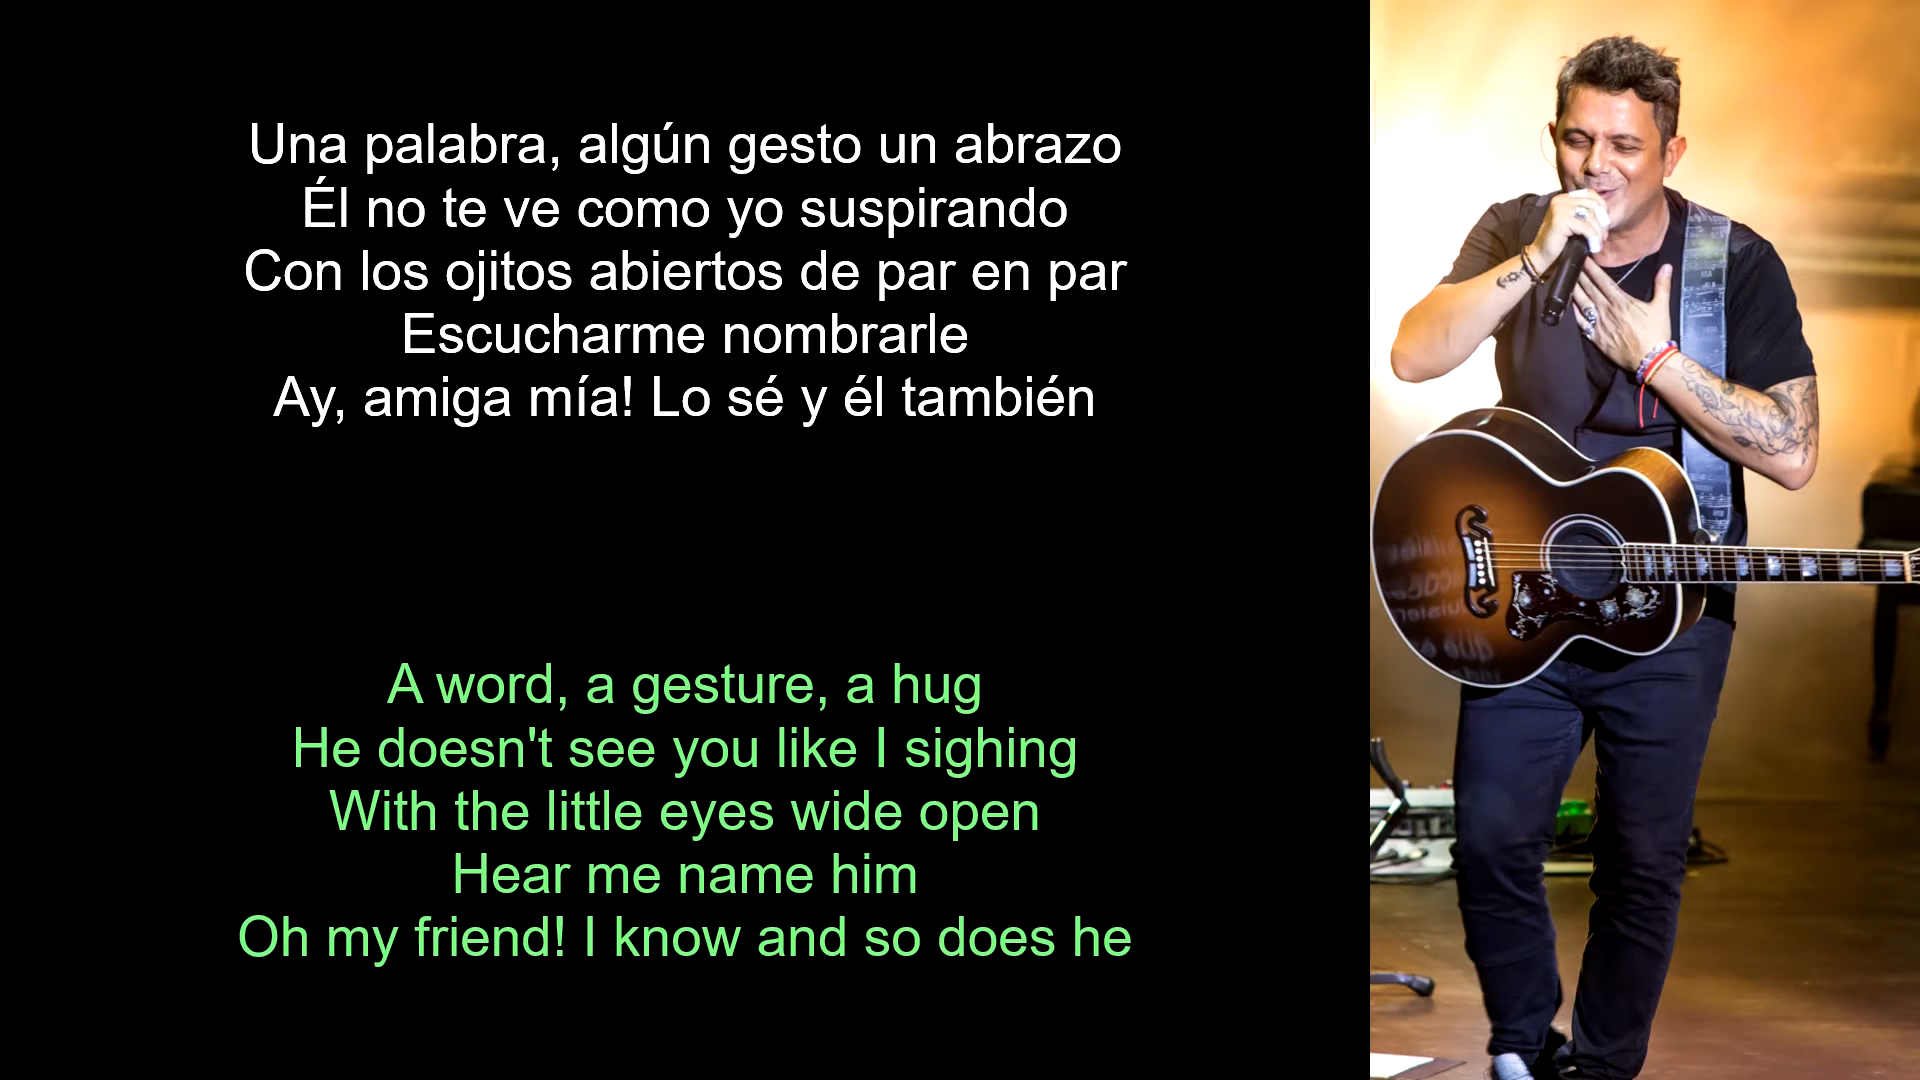 Una palabra, algún gesto un abrazo
Él no te ve como yo suspirando
Con los ojitos abiertos de par en par
Escucharme nombrarle
Ay, amiga mía! Lo sé y él también
A word, a gesture, a hug
He doesn't see you like I sighing
With the little eyes wide open
Hear me name him
Oh my friend! I know and so does he